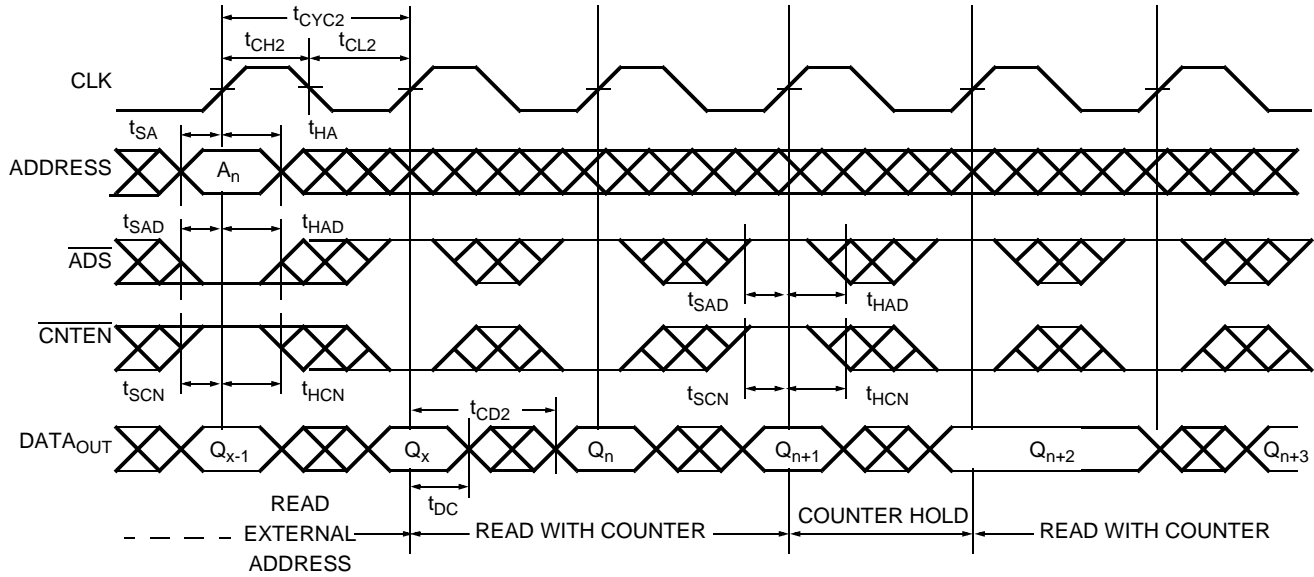 tCYC2
tCH2 tCL2
CLK
tSA tHA
ADDRESS An
tSAD tHAD
ADS
tSAD tHAD
CNTEN
tSCN tHCN tSCN tHCN
tCD2
DATAOUT Qx-1 Qx Qn Qn+1 Qn+2 Qn+3
tDC
READ
EXTERNAL
ADDRESS
READ WITH COUNTER
COUNTER HOLD
READ WITH COUNTER